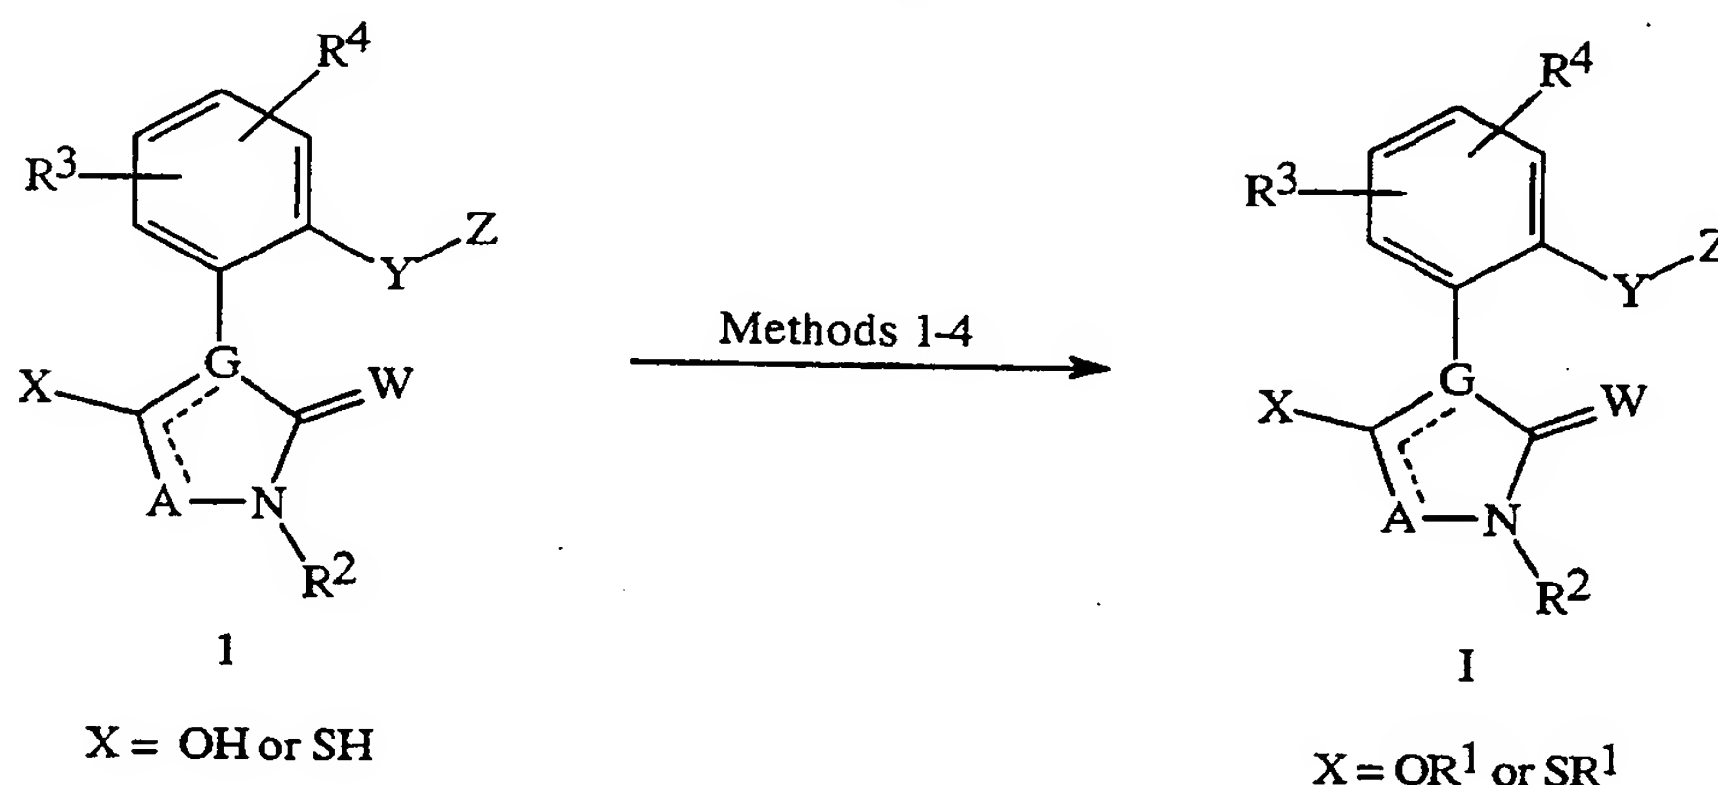 R⁴
R³
Z
Y
G
X
W
A
N
R²
1
X = OH or SH
Methods 1-4
R⁴
R³
Z
Y
G
X
W
A
N
R²
I
X = OR¹ or SR¹